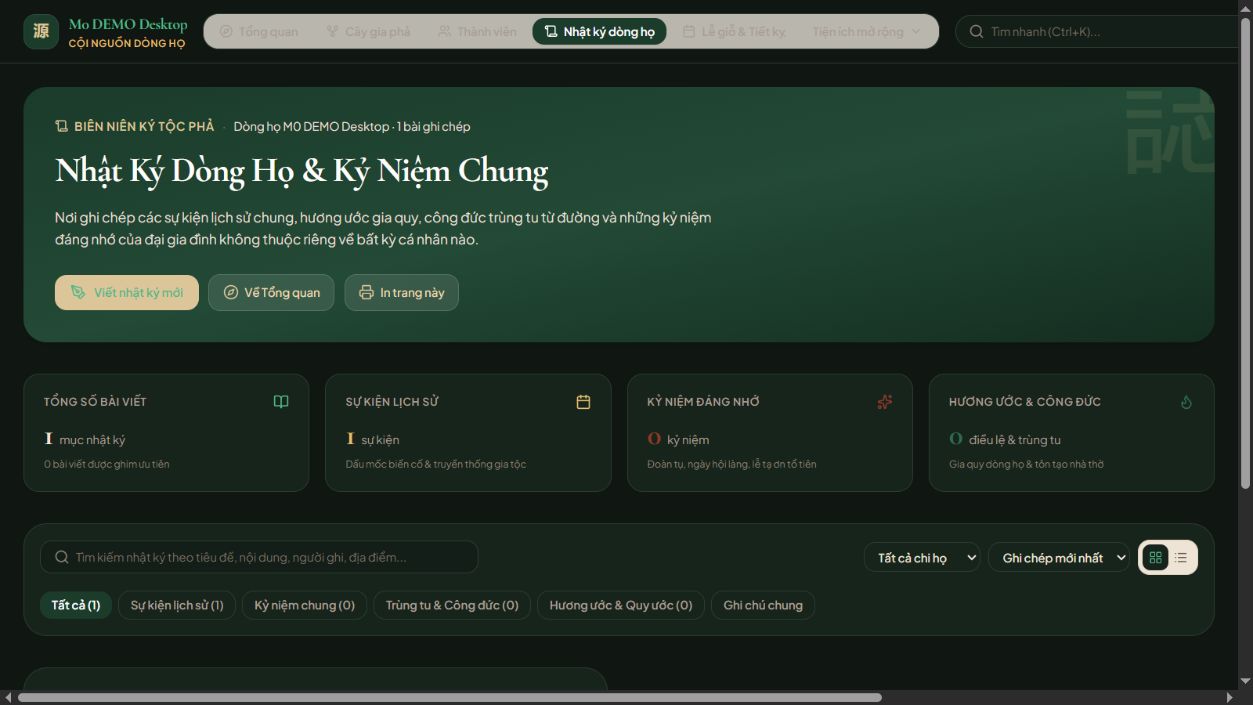 源
Mo DEMO Desktop
CỘI NGUỒN DÒNG HỌ
Tổng quan
Cây gia phả
Thành viên
Nhật ký dòng họ
Lễ giỗ & Tiết kỵ
Tiện ích mở rộng
Tìm nhanh (Ctrl+K)...
BIÊN NIÊN KÝ TỘC PHẢ · Dòng họ M0 DEMO Desktop · 1 bài ghi chép
誌
Nhật Ký Dòng Họ & Kỷ Niệm Chung
Nơi ghi chép các sự kiện lịch sử chung, hương ước gia quy, công đức trùng tu từ đường và những kỷ niệm
đáng nhớ của đại gia đình không thuộc riêng về bất kỳ cá nhân nào.
Viết nhật ký mới
Về Tổng quan
In trang này
TỔNG SỐ BÀI VIẾT
1 mục nhật ký
0 bài viết được ghim ưu tiên
SỰ KIỆN LỊCH SỬ
1 sự kiện
Dấu mốc biến cố & truyền thống gia tộc
KỶ NIỆM ĐÁNG NHỚ
0 kỷ niệm
Đoàn tụ, ngày hội làng, lễ tạ ơn tổ tiên
HƯƠNG ƯỚC & CÔNG ĐỨC
0 điều lệ & trùng tu
Gia quy dòng họ & tôn tạo nhà thờ
Tìm kiếm nhật ký theo tiêu đề, nội dung, người ghi, địa điểm...
Tất cả chi họ
Ghi chép mới nhất
Tất cả (1)
Sự kiện lịch sử (1)
Kỷ niệm chung (0)
Trùng tu & Công đức (0)
Hương ước & Quy ước (0)
Ghi chú chung